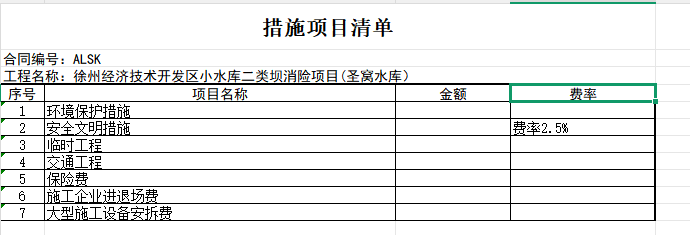 措施项目清单
合同编号：ALSK
工程名称：徐州经济技术开发区小水库二类坝消险项目(圣窝水库)
序号 项目名称 金额 费率
1 环境保护措施
2 安全文明措施 费率2.5%
3 临时工程
4 交通工程
5 保险费
6 施工企业进退场费
7 大型施工设备安拆费